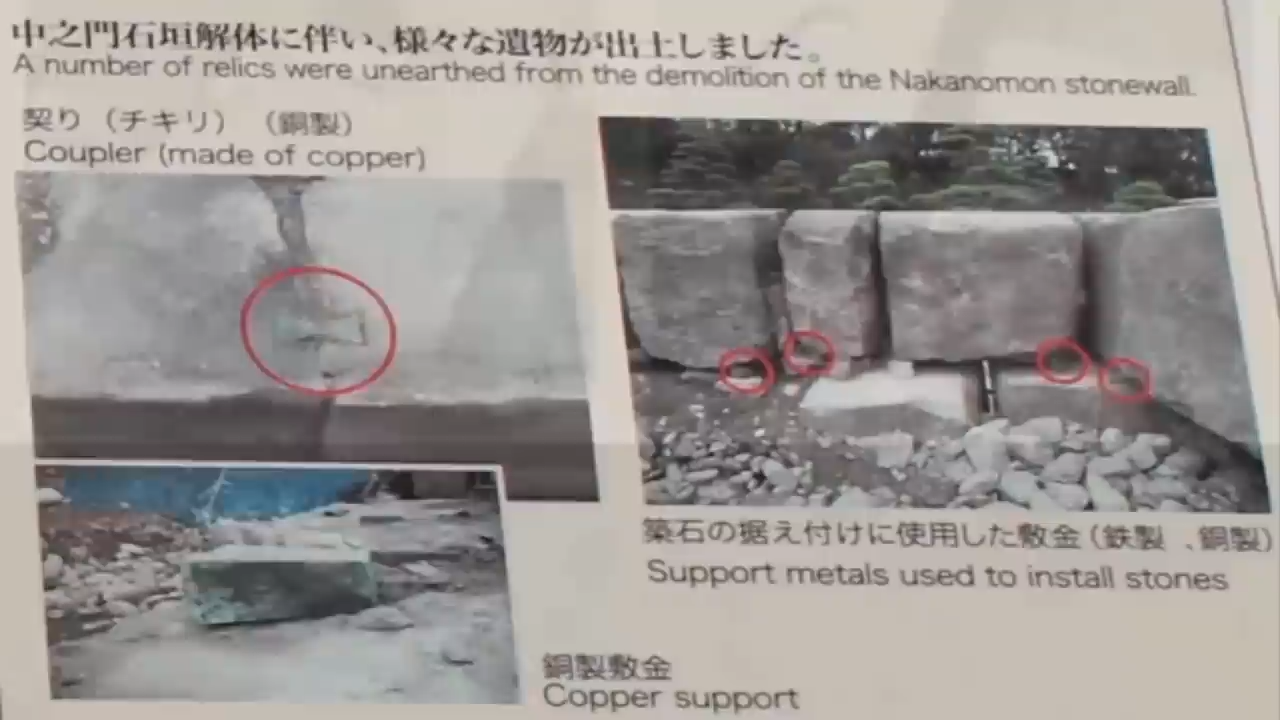 中之門石垣解体に伴い、様々な遺物が出土しました。
A number of relics were unearthed from the demolition of the Nakanomon stonewall.
契り（チキリ）（銅製）
Coupler (made of copper)
築石の据え付けに使用した敷金（鉄製 、銅製）
Support metals used to install stones
銅製敷金
Copper support